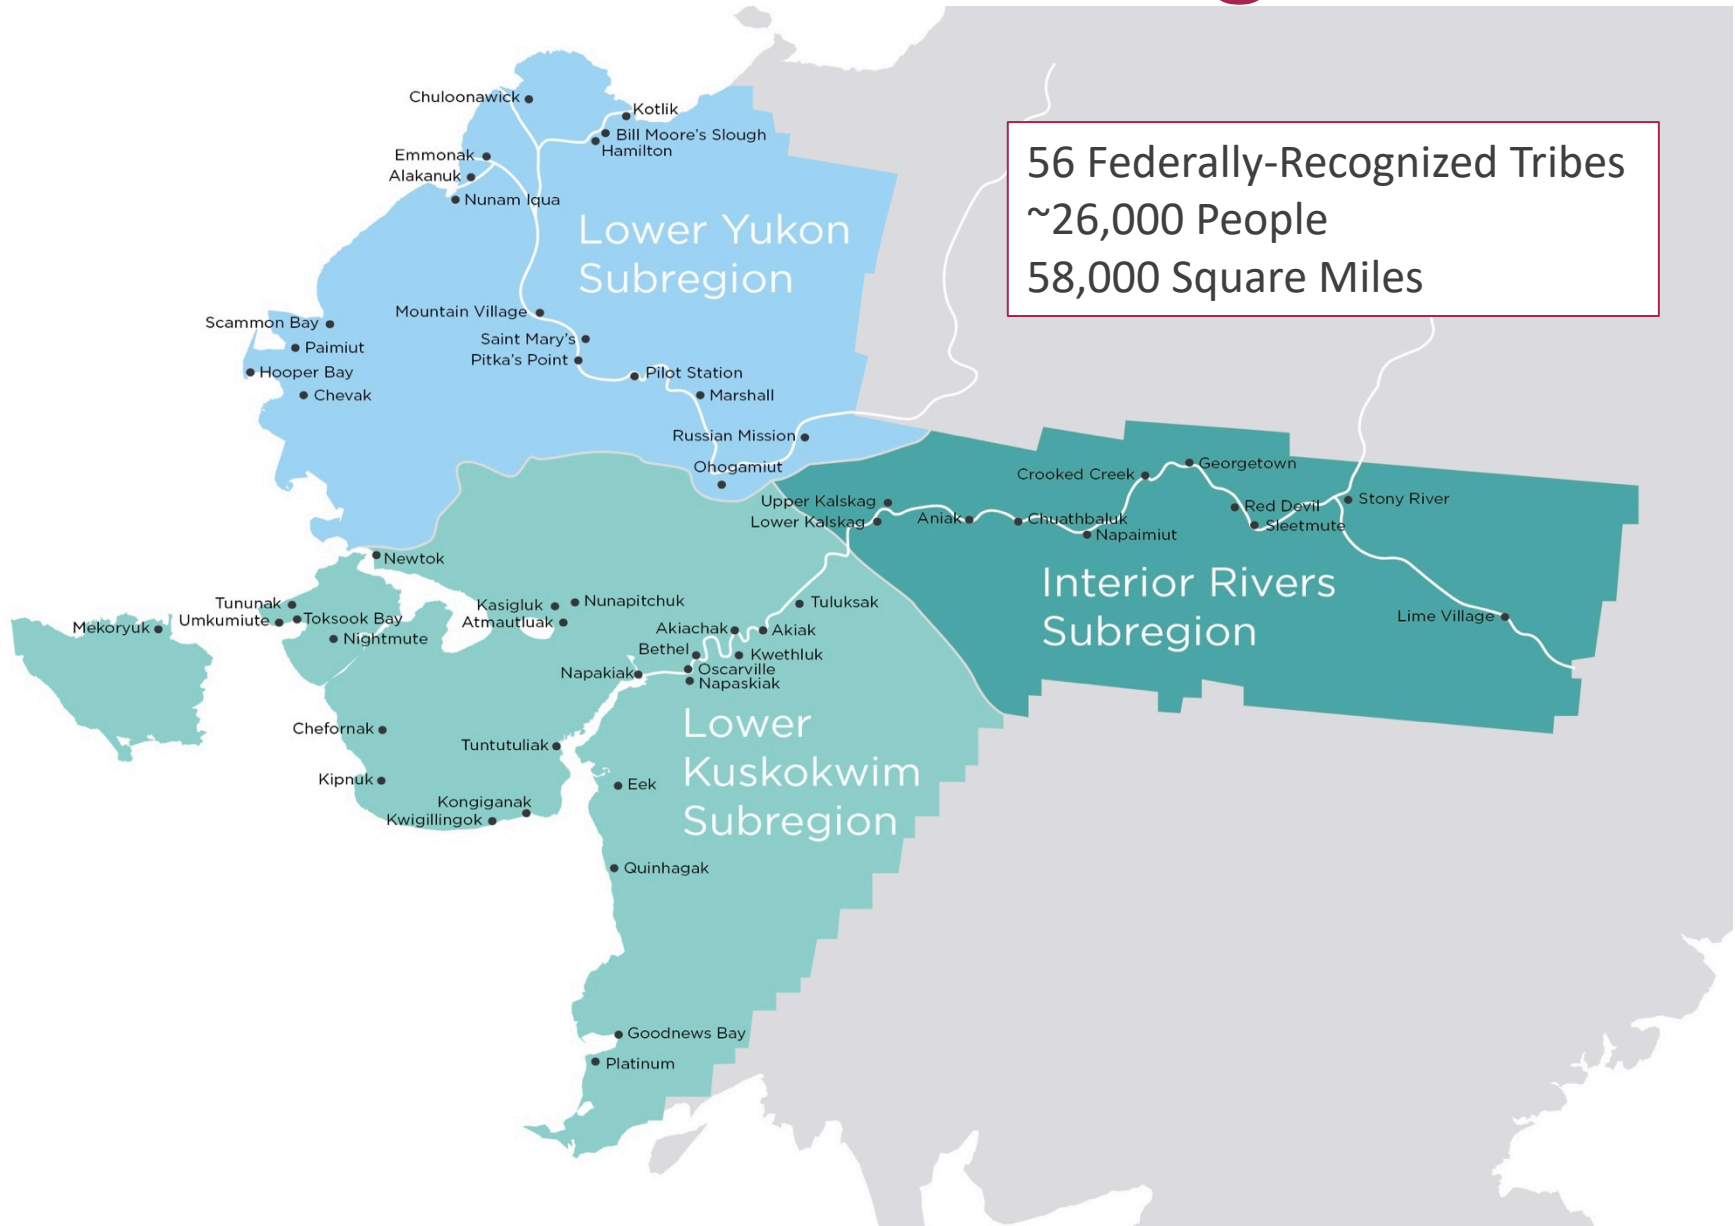 56 Federally-Recognized Tribes
~26,000 People
58,000 Square Miles
Chuloonawick
Kotlik
Bill Moore's Slough
Hamilton
Emmonak
Alakanuk
Nunam Iqua
Lower Yukon
Subregion
Mountain Village
Scammon Bay
Saint Mary's
Paimiut
Pitka's Point
Hooper Bay
Pilot Station
Chevak
Marshall
Russian Mission
Ohogamiut
Georgetown
Crooked Creek
Upper Kalskag
Stony River
Red Devil
Lower Kalskag
Aniak
Chuathbaluk
Sleetmute
Napaimiut
Interior Rivers
Subregion
Lime Village
Newtok
Tununak
Kasigluk
Nunapitchuk
Tuluksak
Umkumiute
Toksook Bay
Atmautluak
Mekoryuk
Nightmute
Akiachak
Akiak
Bethel
Kwethluk
Napakiak
Oscarville
Napaskiak
Lower
Kuskokwim
Subregion
Chefornak
Tuntutuliak
Kipnuk
Eek
Kongiganak
Kwigillingok
Quinhagak
Goodnews Bay
Platinum